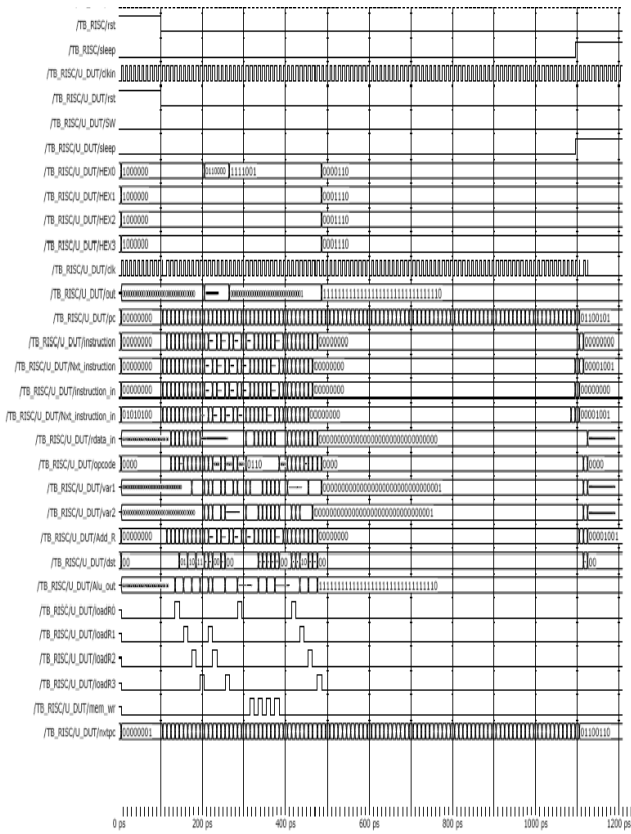 /TB_RISC/rst
/TB_RISC/sleep
/TB_RISC/U_DUT/clkin
/TB_RISC/U_DUT/rst
/TB_RISC/U_DUT/SW
/TB_RISC/U_DUT/sleep
/TB_RISC/U_DUT/HEX0 1000000 0110000 1111001 0000110
/TB_RISC/U_DUT/HEX1 1000000 0001110
/TB_RISC/U_DUT/HEX2 1000000 0001110
/TB_RISC/U_DUT/HEX3 1000000 0001110
/TB_RISC/U_DUT/clk
/TB_RISC/U_DUT/out
/TB_RISC/U_DUT/pc 00000000 01100101
/TB_RISC/U_DUT/instruction 00000000 00000000 00000000
/TB_RISC/U_DUT/Nxt_instruction 00000000 00000000 00001001
/TB_RISC/U_DUT/instruction_in 00000000 00000000 00000000
/TB_RISC/U_DUT/Nxt_instruction_in 01010100 00000000 00001001
/TB_RISC/U_DUT/rdata_in
/TB_RISC/U_DUT/opcode 0000 0110 0000 0000
/TB_RISC/U_DUT/var1
/TB_RISC/U_DUT/var2
/TB_RISC/U_DUT/Add_R 00000000 00000000 00001001
/TB_RISC/U_DUT/dst 00 01 10 11 00 00 00 10 00 00
/TB_RISC/U_DUT/Alu_out
/TB_RISC/U_DUT/loadR0
/TB_RISC/U_DUT/loadR1
/TB_RISC/U_DUT/loadR2
/TB_RISC/U_DUT/loadR3
/TB_RISC/U_DUT/mem_wr
/TB_RISC/U_DUT/nxtpc 00000001 01100110
0 ps 200 ps 400 ps 600 ps 800 ps 1000 ps 1200 ps